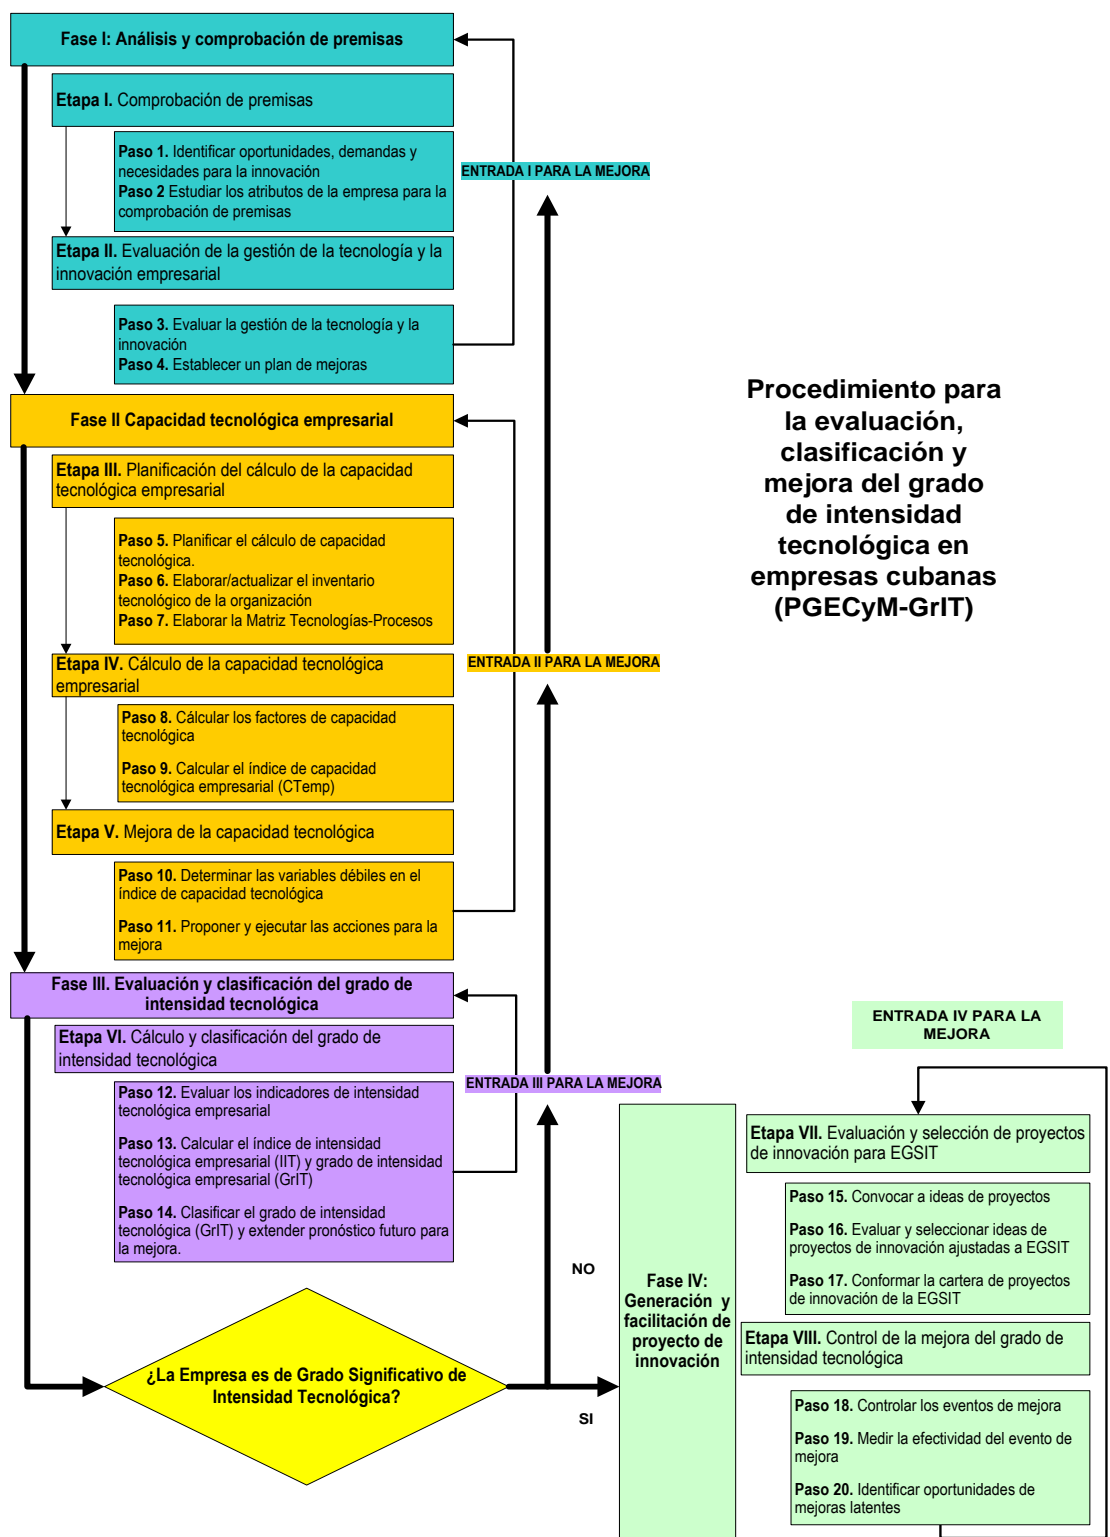 Fase I: Análisis y comprobación de premisas
Etapa I. Comprobación de premisas
Paso 1. Identificar oportunidades, demandas y
necesidades para la innovación
Paso 2 Estudiar los atributos de la empresa para la
comprobación de premisas
ENTRADA I PARA LA MEJORA
Etapa II. Evaluación de la gestión de la tecnología y la
innovación empresarial
Paso 3. Evaluar la gestión de la tecnología y la
innovación
Paso 4. Establecer un plan de mejoras
Procedimiento para
la evaluación,
clasificación y
mejora del grado
de intensidad
tecnológica en
empresas cubanas
(PGECyM-GrIT)
Fase II Capacidad tecnológica empresarial
Etapa III. Planificación del cálculo de la capacidad
tecnológica empresarial
Paso 5. Planificar el cálculo de capacidad
tecnológica.
Paso 6. Elaborar/actualizar el inventario
tecnológico de la organización
Paso 7. Elaborar la Matriz Tecnologías-Procesos
ENTRADA II PARA LA MEJORA
Etapa IV. Cálculo de la capacidad tecnológica
empresarial
Paso 8. Cálcular los factores de capacidad
tecnológica
Paso 9. Calcular el índice de capacidad
tecnológica empresarial (CTemp)
Etapa V. Mejora de la capacidad tecnológica
Paso 10. Determinar las variables débiles en el
índice de capacidad tecnológica
Paso 11. Proponer y ejecutar las acciones para la
mejora
Fase III. Evaluación y clasificación del grado de
intensidad tecnológica
Etapa VI. Cálculo y clasificación del grado de
intensidad tecnológica
ENTRADA III PARA LA MEJORA
Paso 12. Evaluar los indicadores de intensidad
tecnológica empresarial
Paso 13. Calcular el índice de intensidad
tecnológica empresarial (IIT) y grado de intensidad
tecnológica empresarial (GrIT)
Paso 14. Clasificar el grado de intensidad
tecnológica (GrIT) y extender pronóstico futuro para
la mejora.
¿La Empresa es de Grado Significativo de
Intensidad Tecnológica?
NO
SI
Fase IV:
Generación y
facilitación de
proyecto de
innovación
ENTRADA IV PARA LA
MEJORA
Etapa VII. Evaluación y selección de proyectos
de innovación para EGSIT
Paso 15. Convocar a ideas de proyectos
Paso 16. Evaluar y seleccionar ideas de
proyectos de innovación ajustadas a EGSIT
Paso 17. Conformar la cartera de proyectos
de innovación de la EGSIT
Etapa VIII. Control de la mejora del grado de
intensidad tecnológica
Paso 18. Controlar los eventos de mejora
Paso 19. Medir la efectividad del evento de
mejora
Paso 20. Identificar oportunidades de
mejoras latentes